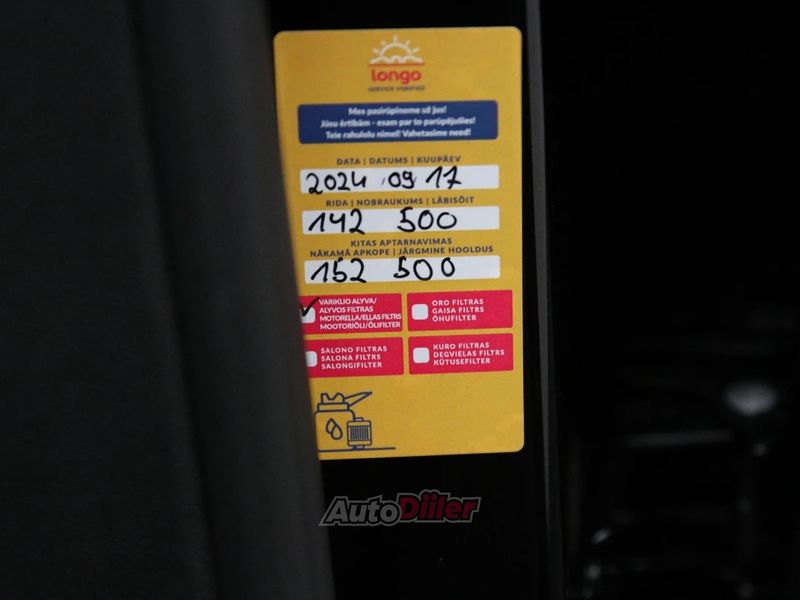 longo
SERVICE VERIFIED
Mes pasirūpinome už jus!
Jūsu ērtībām - esam par to parūpējušies!
Teie rahulolu nimel! Vahetasime need!
DATA | DATUMS | KUUPÄEV
2024 09 17
RIDA | NOBRAUKUMS | LÄBISÕIT
142 500
KITAS APTARNAVIMAS
NĀKAMĀ APKOPE | JÄRGMINE HOOLDUS
152 500
VARIKLIO ALYVA/
ALYVOS FILTRAS
MOTOREĻĻA/EĻĻAS FILTRS
MOOTORIÕLI/ÕLIFILTER
ORO FILTRAS
GAISA FILTRS
ÕHUFILTER
SALONO FILTRAS
SALONA FILTRS
SALONGIFILTER
KURO FILTRAS
DEGVIELAS FILTRS
KÜTUSEFILTER
AutoDiiler